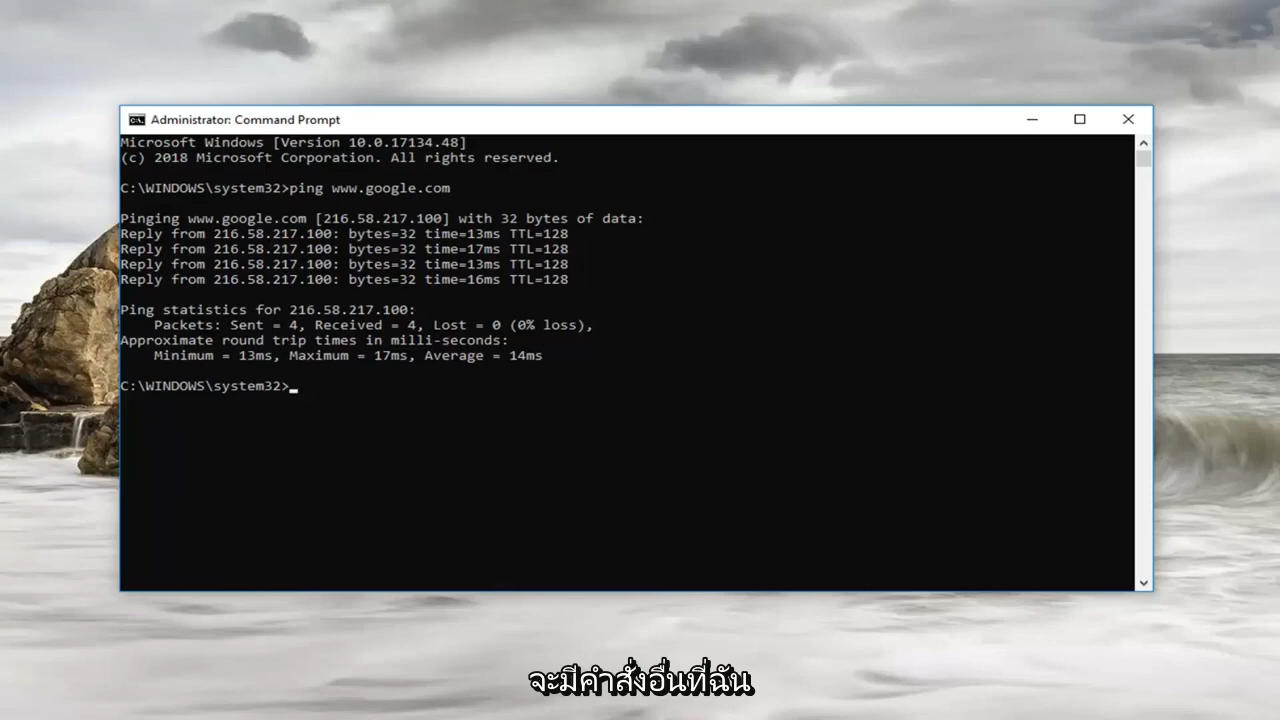 Administrator: Command Prompt
Microsoft Windows [Version 10.0.17134.48]
(c) 2018 Microsoft Corporation. All rights reserved.
C:\WINDOWS\system32>ping www.google.com
Pinging www.google.com [216.58.217.100] with 32 bytes of data:
Reply from 216.58.217.100: bytes=32 time=13ms TTL=128
Reply from 216.58.217.100: bytes=32 time=17ms TTL=128
Reply from 216.58.217.100: bytes=32 time=13ms TTL=128
Reply from 216.58.217.100: bytes=32 time=16ms TTL=128
Ping statistics for 216.58.217.100:
Packets: Sent = 4, Received = 4, Lost = 0 (0% loss),
Approximate round trip times in milli-seconds:
Minimum = 13ms, Maximum = 17ms, Average = 14ms
C:\WINDOWS\system32>
จะมีคำสั่งอื่นที่ฉัน